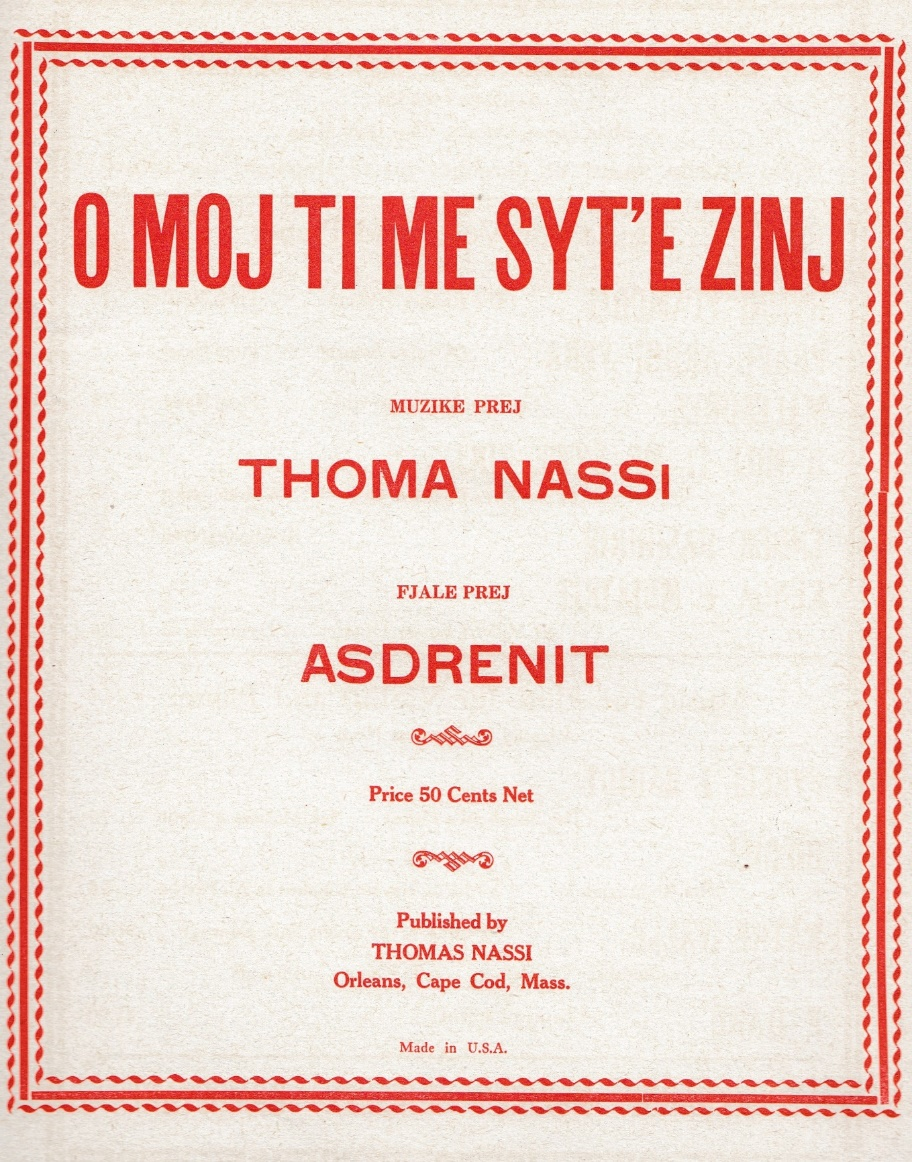 O MOJ TI ME SYT'E ZINJ
MUZIKE PREJ
THOMA NASSI
FJALE PREJ
ASDRENIT
Price 50 Cents Net
Published by
THOMAS NASSI
Orleans, Cape Cod, Mass.
Made in U.S.A.